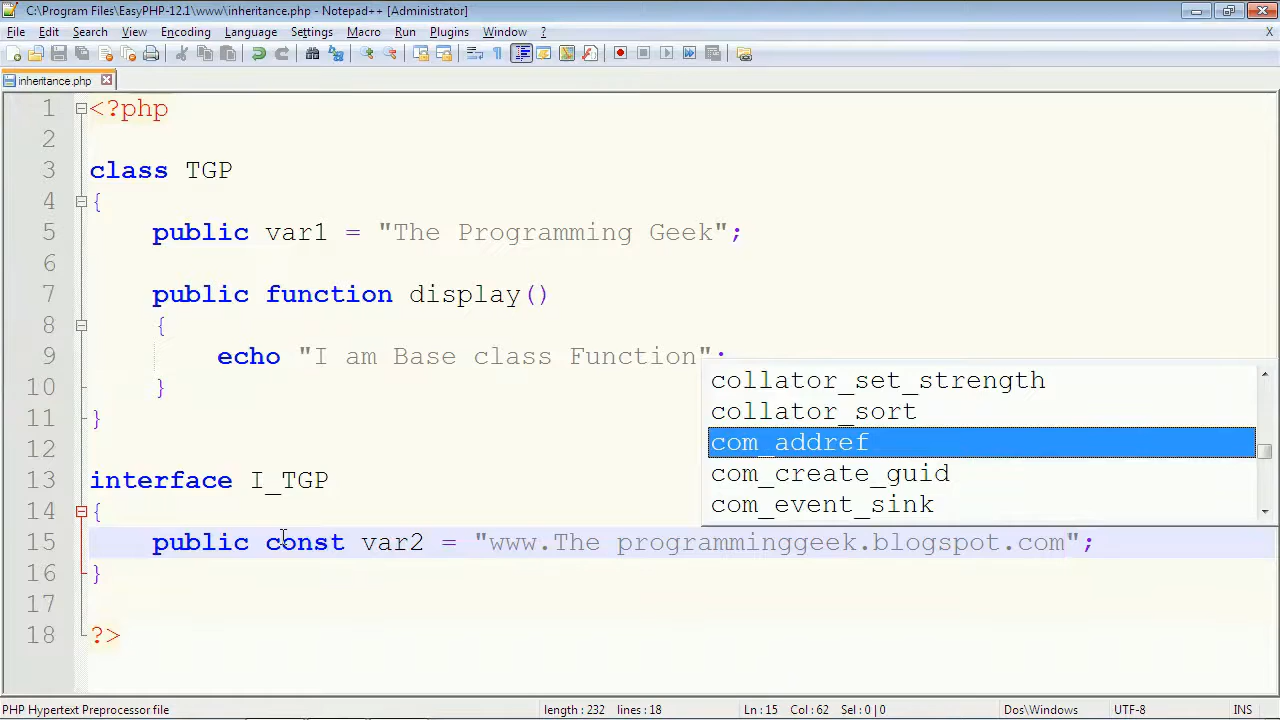 C:\Program Files\EasyPHP-12.1\www\inheritance.php - Notepad++ [Administrator]
File Edit Search View Encoding Language Settings Macro Run Plugins Window ? X
inheritance.php
1 <?php
2
3 class TGP
4 {
5 public var1 = "The Programming Geek";
6
7 public function display()
8 {
9 echo "I am Base class Function";
10 }
11 }
12
13 interface I_TGP
14 {
15 public const var2 = "www.The programminggeek.blogspot.com";
16 }
17
18 ?>
collator_set_strength
collator_sort
com_addref
com_create_guid
com_event_sink
PHP Hypertext Preprocessor file length : 232 lines : 18 Ln : 15 Col : 62 Sel : 0 | 0 Dos\Windows UTF-8 INS